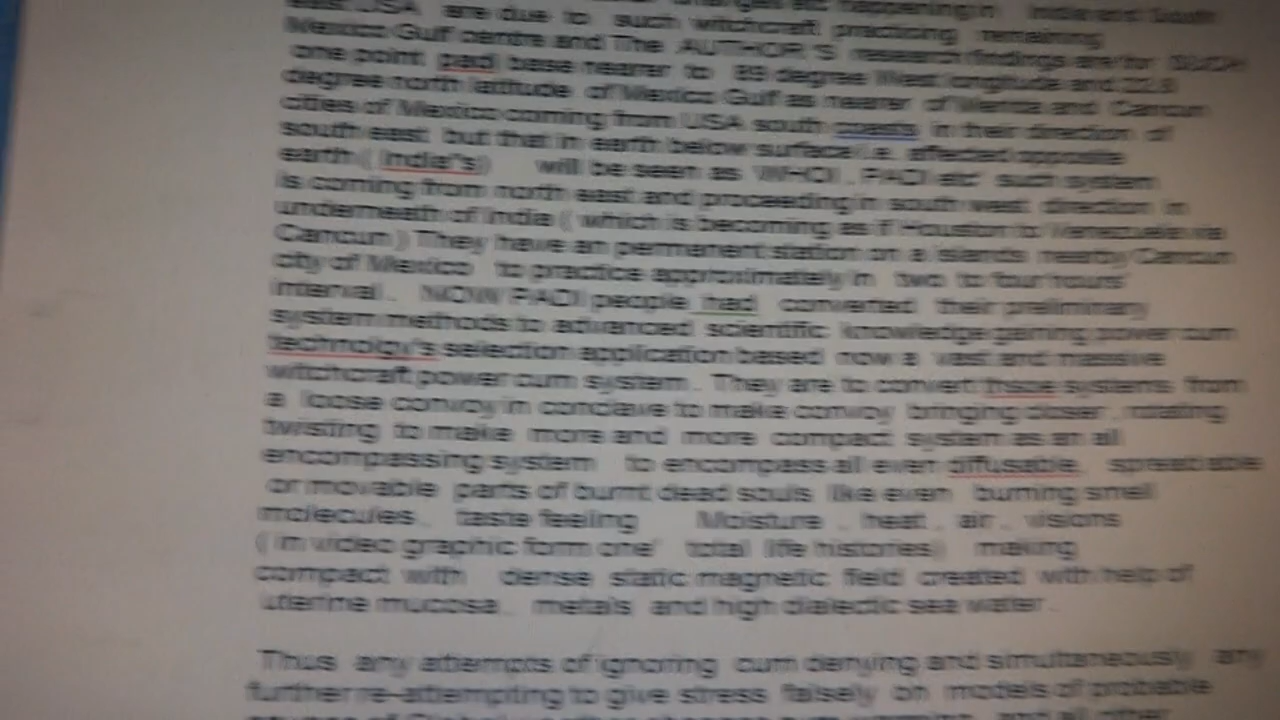 east USA are due to such witchcraft practicing remaining
Mexico Gulf centre and The AUTHOR 'S research findings are for SUCH
one point padi base nearer to 89 degree West longitude and 22.8
degree north latitude of Mexico Gulf as nearer of Merida and Cancun
cities of Mexico coming from USA south coasts in their direction of
south east but that in earth below surface i.e. affected opposite
earth ( India"s) will be seen as WHOI , PADI etc such system
is coming from north east and proceeding in south west direction in
underneath of India ( which is becoming as if Houston to Venezuela via
Cancun ) They have an permanent station on a islands nearby Cancun
city of Mexico to practice approximately in two to four hours'
interval . NOW PADI people had converted their preliminary
system methods to advanced scientific knowledge gaining power cum
technolgy's selection application based now a vast and massive
witchcraft power cum system . They are to convert those systems from
a loose convoy in conclave to make convoy bringing closer , rotating
twisting to make more and more compact system as an all
encompassing system to encompass all even diffusable, spreadable
or movable parts of burnt dead souls like even burning smell
molecules, taste feeling Moisture , heat , air , visions
( in video graphic form one' total life histories) making
compact with dense static magnetic field created with help of
uterine mucosa , metals and high dialectic sea water .
Thus any attempts of ignoring cum denying and simultaneously any
further re-attempting to give stress falsely on models of probable